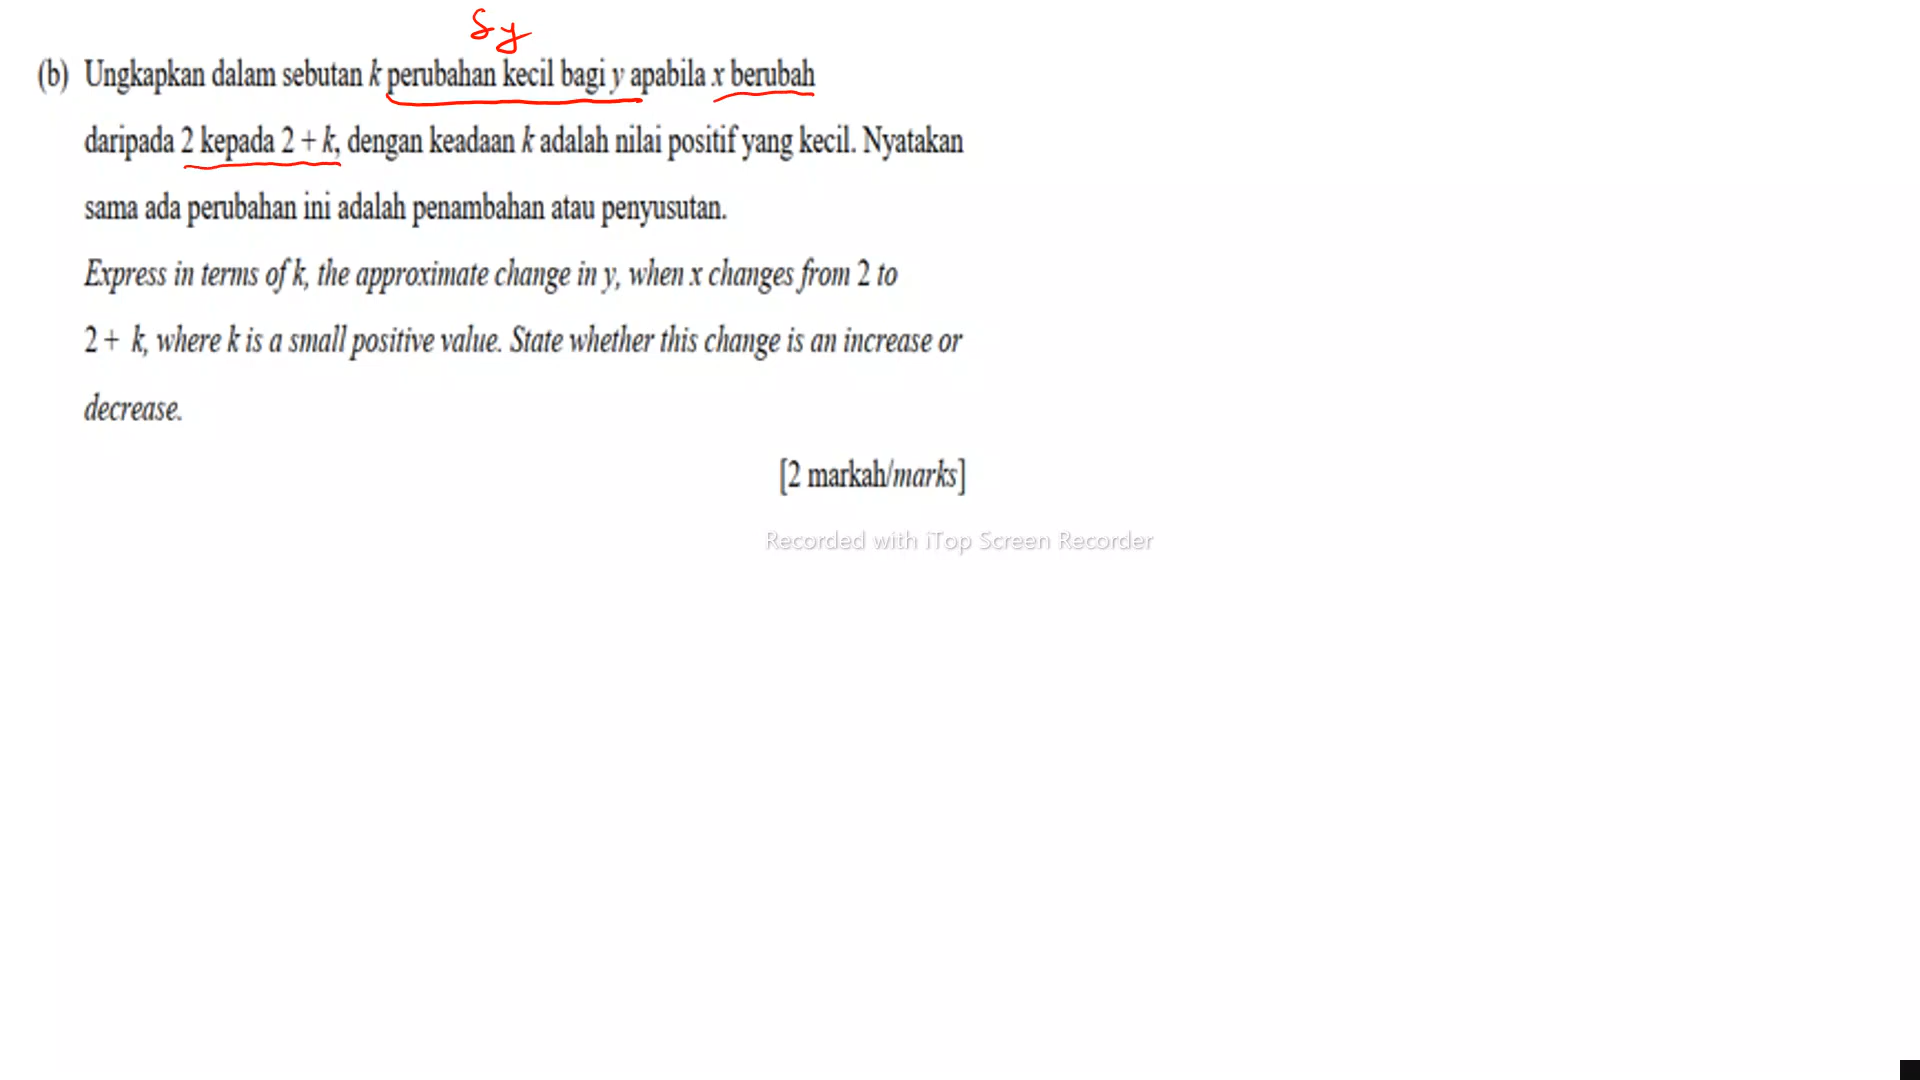 δy
(b) Ungkapkan dalam sebutan k perubahan kecil bagi y apabila x berubah
daripada 2 kepada 2 + k, dengan keadaan k adalah nilai positif yang kecil. Nyatakan
sama ada perubahan ini adalah penambahan atau penyusutan.
Express in terms of k, the approximate change in y, when x changes from 2 to
2 + k, where k is a small positive value. State whether this change is an increase or
decrease.
[2 markah/marks]
Recorded with iTop Screen Recorder